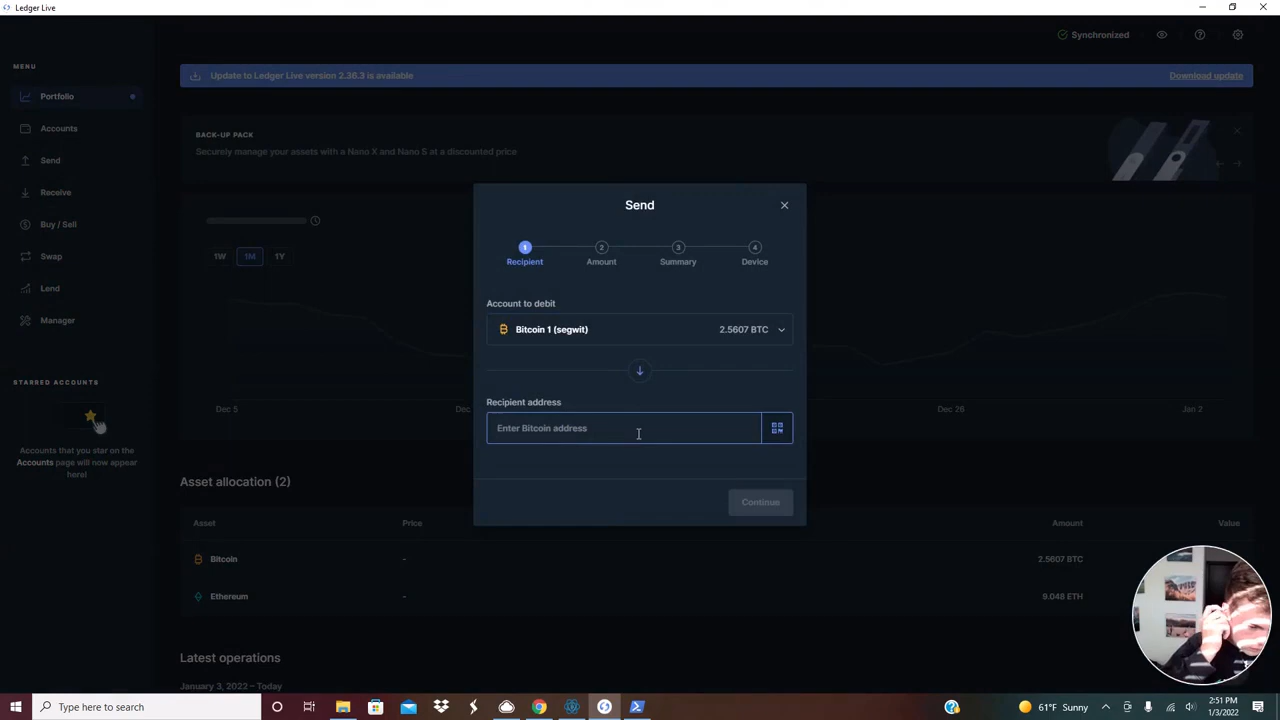 Ledger Live
Synchronized
MENU
Update to Ledger Live version 2.36.3 is available
Download update
Portfolio
Accounts
Send
Receive
Buy / Sell
Swap
Lend
Manager
BACK-UP PACK
Securely manage your assets with a Nano X and Nano S at a discounted price
1W
1M
1Y
Send
1
2
3
4
Recipient
Amount
Summary
Device
Account to debit
Bitcoin 1 (segwit)
2.5607 BTC
Recipient address
Enter Bitcoin address
Continue
Dec 5
Dec
Dec 26
Jan 2
STARRED ACCOUNTS
Accounts that you star on the
Accounts page will now appear
here!
Asset allocation (2)
Asset
Price
Amount
Value
Bitcoin
-
2.5607 BTC
Ethereum
-
9.048 ETH
Latest operations
January 3, 2022 - Today
Type here to search
61°F Sunny
2:51 PM
1/3/2022